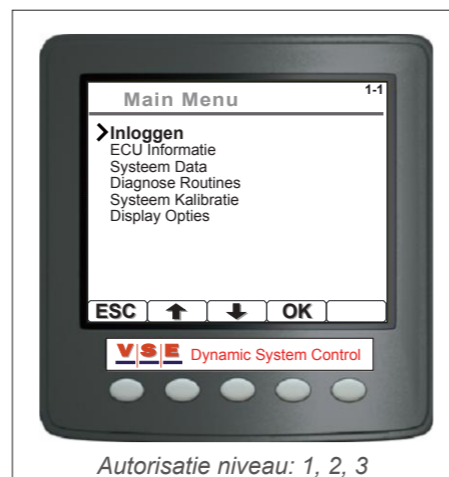 Main Menu 1-1
Inloggen
ECU Informatie
Systeem Data
Diagnose Routines
Systeem Kalibratie
Display Opties
ESC OK
VSE Dynamic System Control
Autorisatie niveau: 1, 2, 3